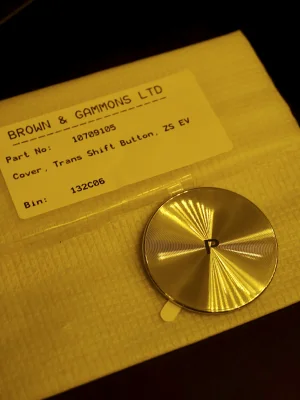 BROWN & GAMMONS LTD
Part No: 10709105
Cover, Trans Shift Button, ZS EV
Bin: 132C06
P